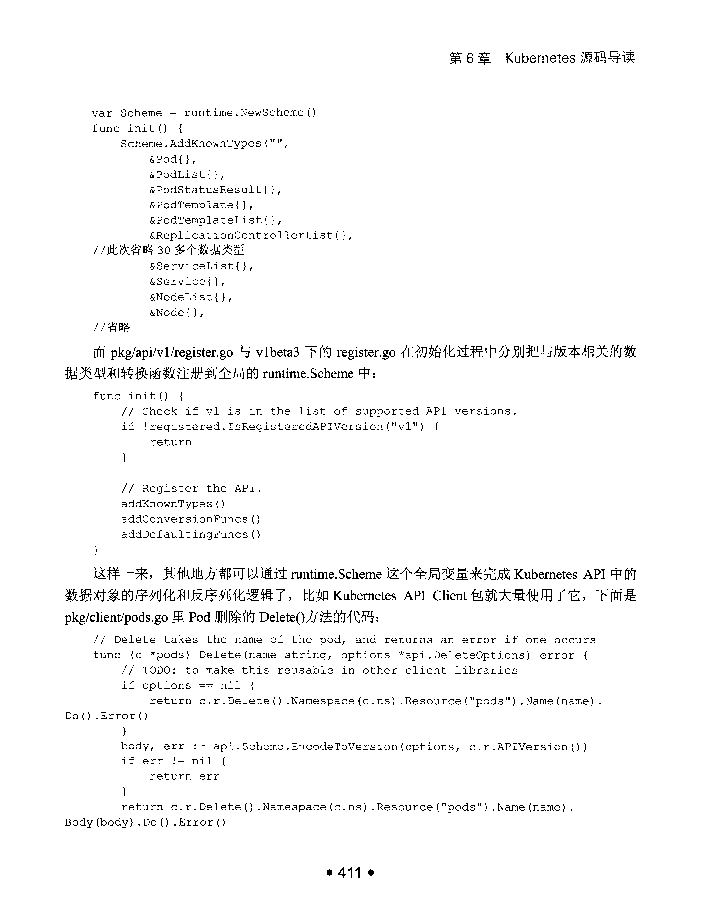 第 6 章 Kubernetes 源码导读
var Scheme = runtime.NewScheme()
func init() {
Scheme.AddKnownTypes("",
&Pod{},
&PodList{},
&PodStatusResult{},
&PodTemplate{},
&PodTemplateList{},
&ReplicationControllerList{},
//此次省略 30 多个数据类型
&ServiceList{},
&Service{},
&NodeList{},
&Node{},
//省略
而 pkg/api/v1/register.go 与 v1beta3 下的 register.go 在初始化过程中分别把与版本相关的数
据类型和转换函数注册到全局的 runtime.Scheme 中：
func init() {
// Check if v1 is in the list of supported API versions.
if !registered.IsRegisteredAPIVersion("v1") {
return
}
// Register the API.
addKnownTypes()
addConversionFuncs()
addDefaultingFuncs()
}
这样一来，其他地方都可以通过 runtime.Scheme 这个全局变量来完成 Kubernetes API 中的
数据对象的序列化和反序列化逻辑了，比如 Kubernetes API Client 包就大量使用了它，下面是
pkg/client/pods.go 里 Pod 删除的 Delete()方法的代码：
// Delete takes the name of the pod, and returns an error if one occurs
func (c *pods) Delete(name string, options *api.DeleteOptions) error {
// TODO: to make this reusable in other client libraries
if options == nil {
return c.r.Delete().Namespace(c.ns).Resource("pods").Name(name).
Do().Error()
}
body, err := api.Scheme.EncodeToVersion(options, c.r.APIVersion())
if err != nil {
return err
}
return c.r.Delete().Namespace(c.ns).Resource("pods").Name(name).
Body(body).Do().Error()
• 411 •